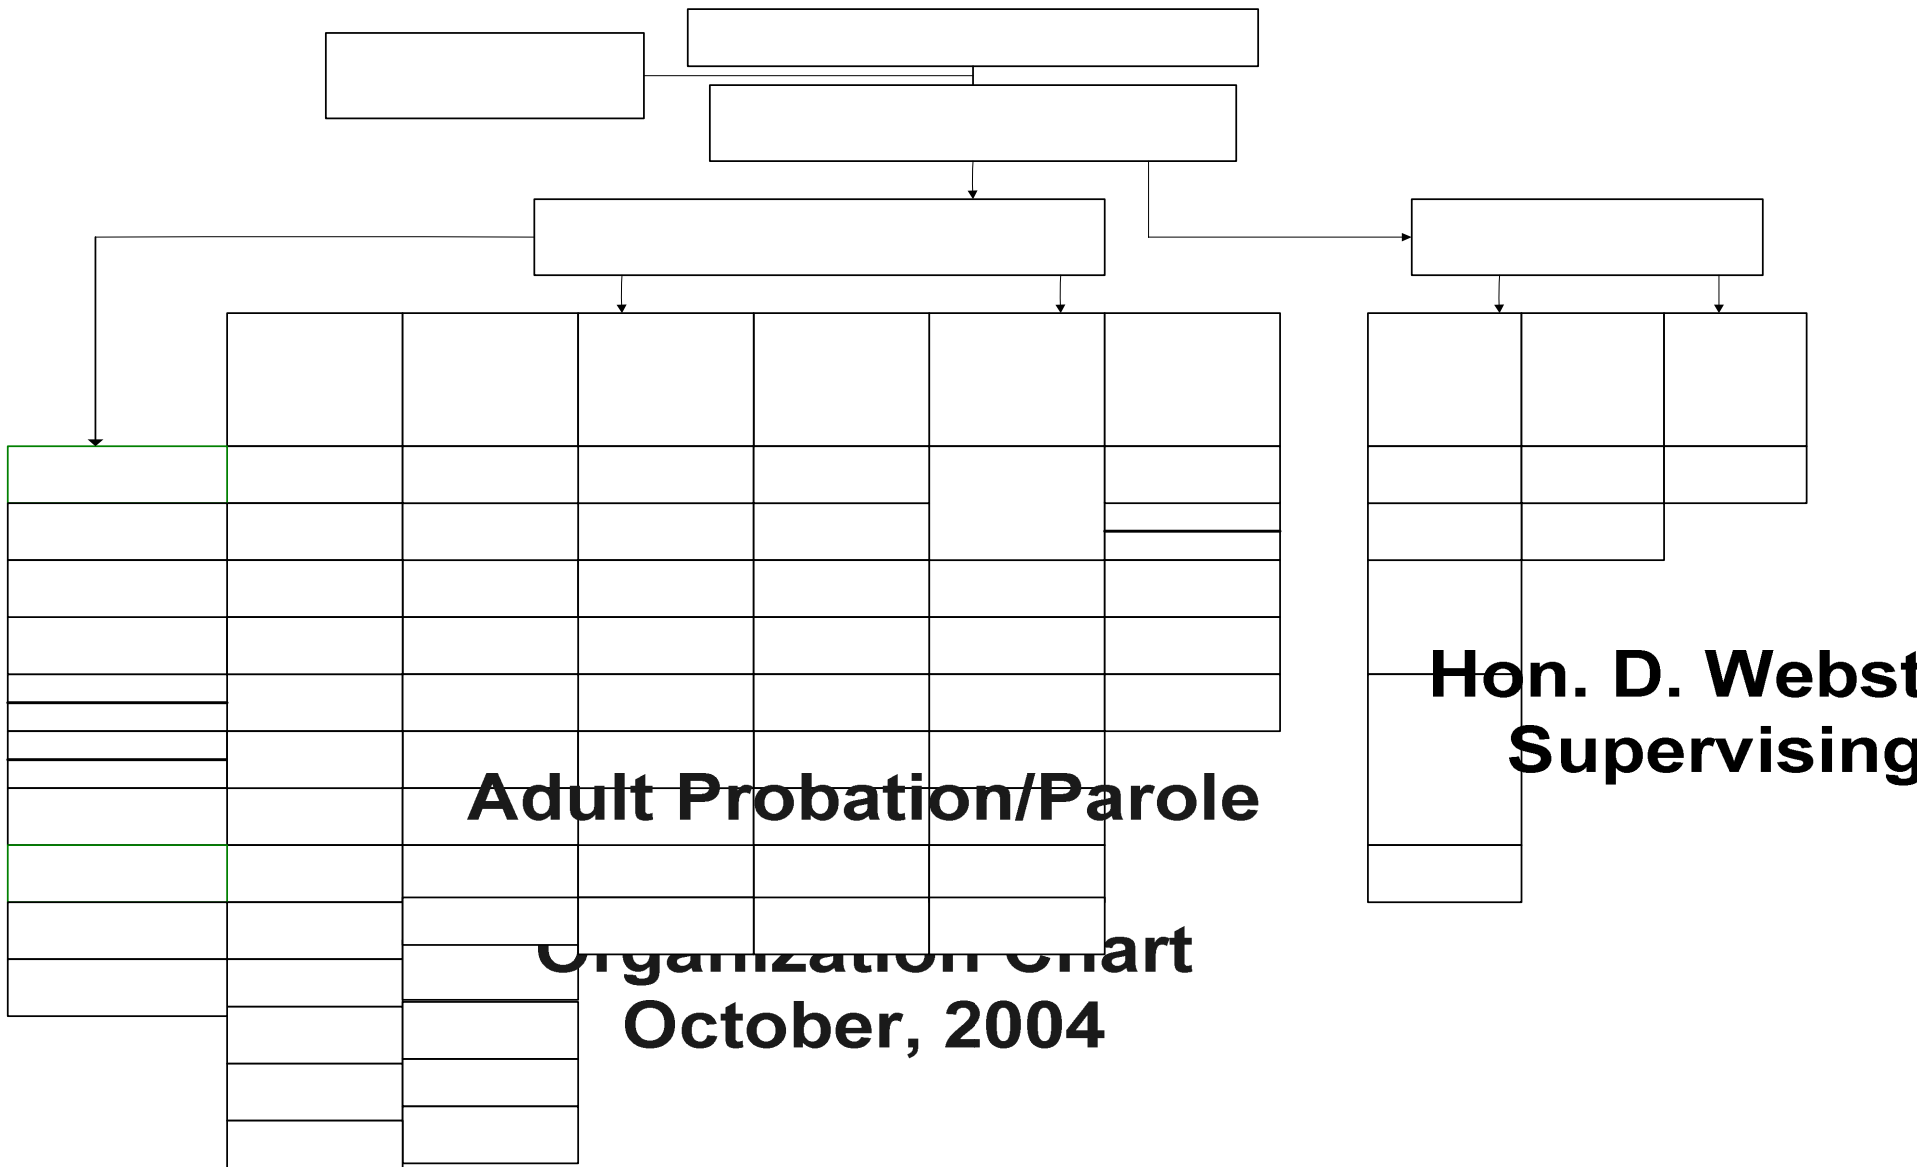 Hon. D. Webst
Supervising
Adult Probation/Parole
Organization Chart
October, 2004